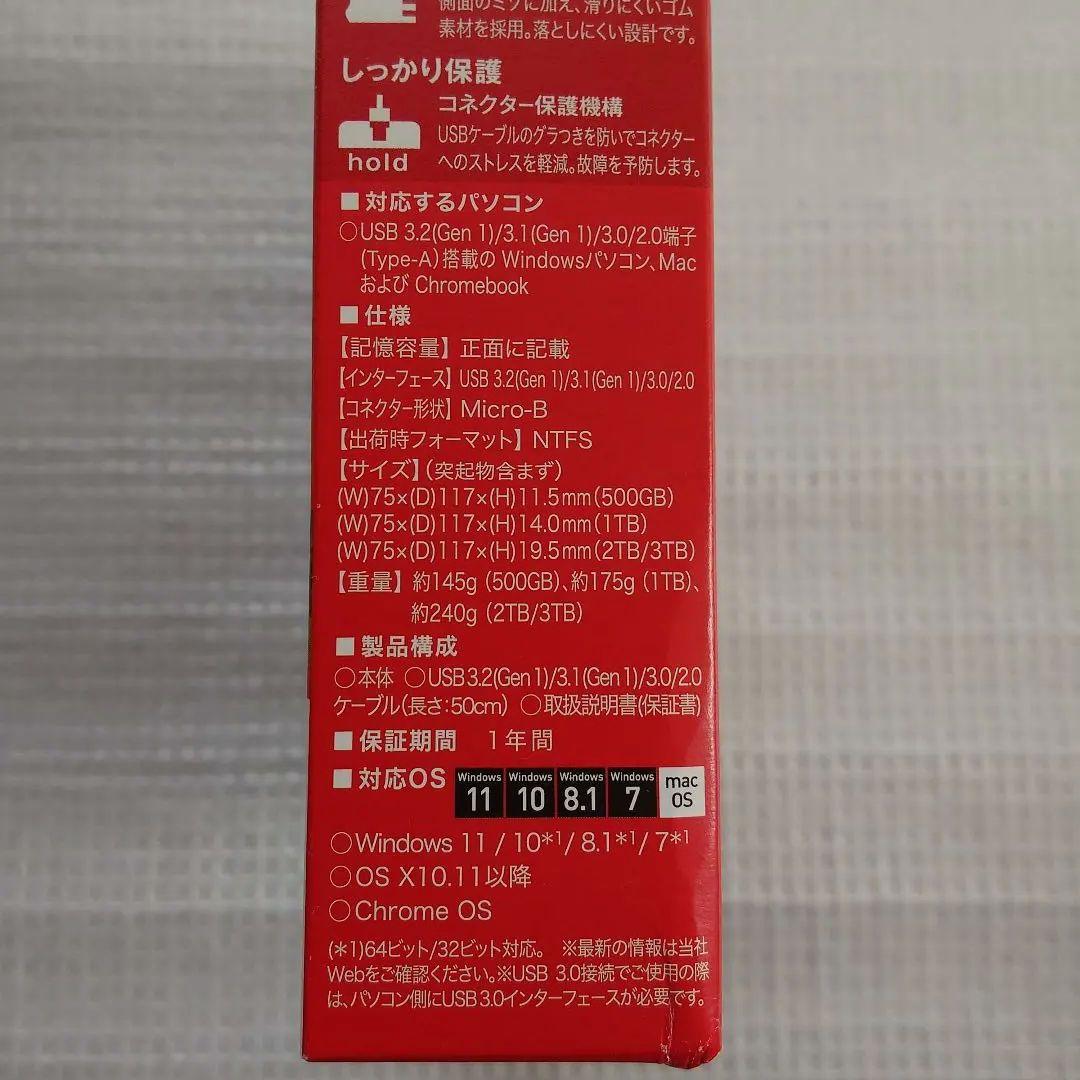 側面のミゾに加え、滑りにくいゴム
素材を採用。落としにくい設計です。
しっかり保護
コネクター保護機構
hold
USBケーブルのグラつきを防いでコネクター
へのストレスを軽減。故障を予防します。
■対応するパソコン
○USB 3.2(Gen 1)/3.1(Gen 1)/3.0/2.0端子
(Type-A)搭載の Windowsパソコン、Mac
および Chromebook
■仕様
【記憶容量】正面に記載
【インターフェース】USB 3.2(Gen 1)/3.1(Gen 1)/3.0/2.0
【コネクター形状】Micro-B
【出荷時フォーマット】NTFS
【サイズ】(突起物含まず)
(W)75×(D)117×(H)11.5mm(500GB)
(W)75×(D)117×(H)14.0mm(1TB)
(W)75×(D)117×(H)19.5mm(2TB/3TB)
【重量】約145g (500GB)、約175g (1TB)、
約240g (2TB/3TB)
■製品構成
○本体 ○USB3.2(Gen1)/3.1(Gen1)/3.0/2.0
ケーブル(長さ:50cm) ○取扱説明書(保証書)
■保証期間 1年間
■対応OS Windows 11 Windows 10 Windows 8.1 Windows 7 mac OS
○Windows 11 / 10*1/ 8.1*1/ 7*1
○OS X10.11以降
○Chrome OS
(*1)64ビット/32ビット対応。 ※最新の情報は当社
Webをご確認ください。※USB 3.0接続でご使用の際
は、パソコン側にUSB3.0インターフェースが必要です。